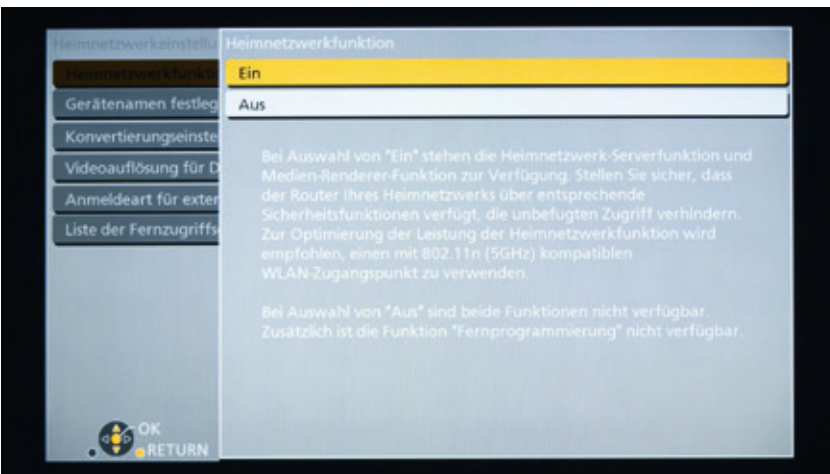 Heimnetzwerkeinstellu
Heimnetzwerkfunkti
Gerätenamen festleg
Konvertierungseinste
Videoauflösung für D
Anmeldeart für exter
Liste der Fernzugriffs
OK
RETURN
Heimnetzwerkfunktion
Ein
Aus
Bei Auswahl von "Ein" stehen die Heimnetzwerk-Serverfunktion und
Medien-Renderer-Funktion zur Verfügung. Stellen Sie sicher, dass
der Router Ihres Heimnetzwerks über entsprechende
Sicherheitsfunktionen verfügt, die unbefugten Zugriff verhindern.
Zur Optimierung der Leistung der Heimnetzwerkfunktion wird
empfohlen, einen mit 802.11n (5GHz) kompatiblen
WLAN-Zugangspunkt zu verwenden.
Bei Auswahl von "Aus" sind beide Funktionen nicht verfügbar.
Zusätzlich ist die Funktion "Fernprogrammierung" nicht verfügbar.